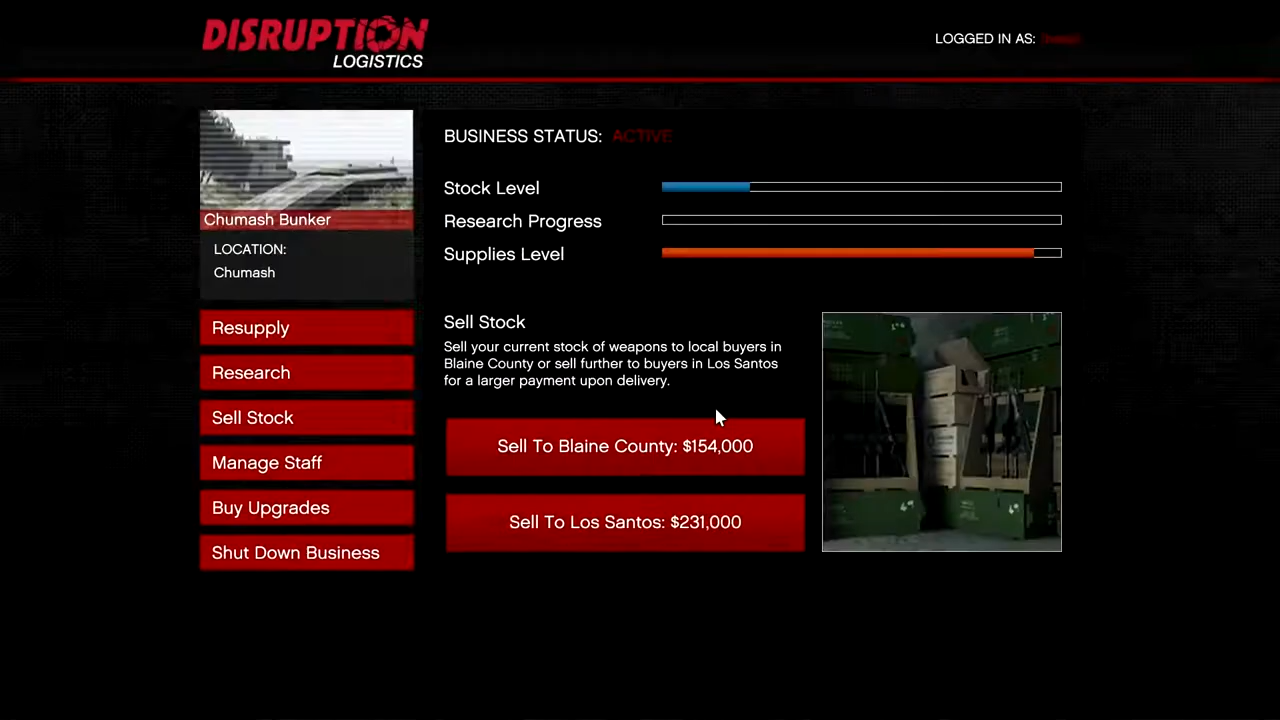 DISRUPTION
LOGISTICS
LOGGED IN AS:
Chumash Bunker
LOCATION:
Chumash
Resupply
Research
Sell Stock
Manage Staff
Buy Upgrades
Shut Down Business
BUSINESS STATUS: ACTIVE
Stock Level
Research Progress
Supplies Level
Sell Stock
Sell your current stock of weapons to local buyers in
Blaine County or sell further to buyers in Los Santos
for a larger payment upon delivery.
Sell To Blaine County: $154,000
Sell To Los Santos: $231,000